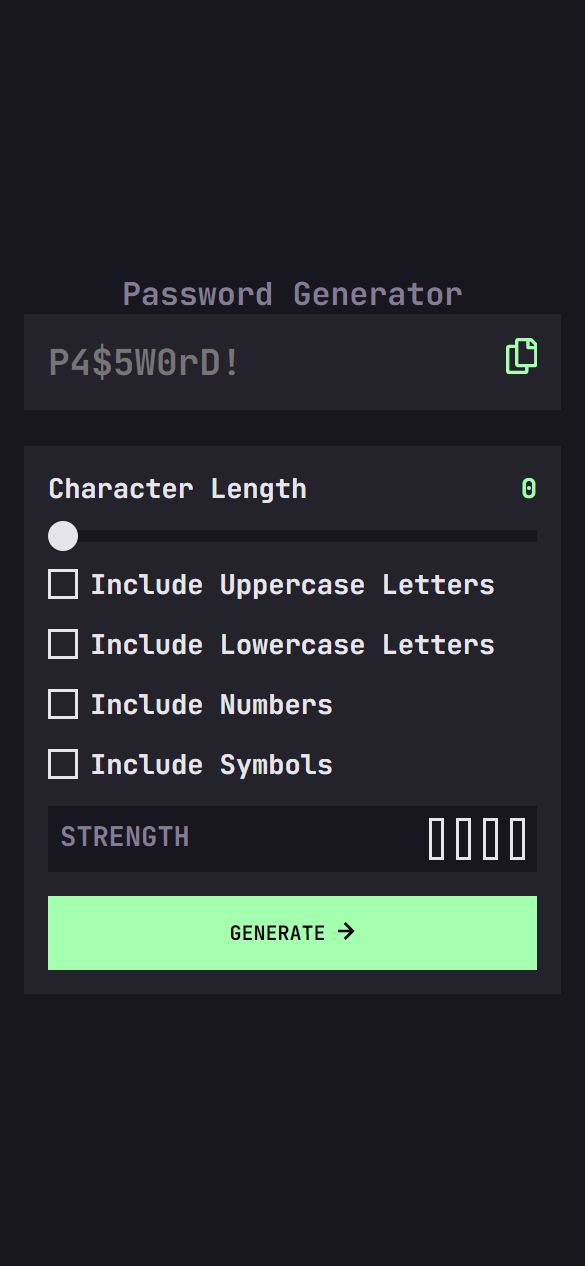 Password Generator
P4$5W0rD!
Character Length 0
Include Uppercase Letters
Include Lowercase Letters
Include Numbers
Include Symbols
STRENGTH
GENERATE →